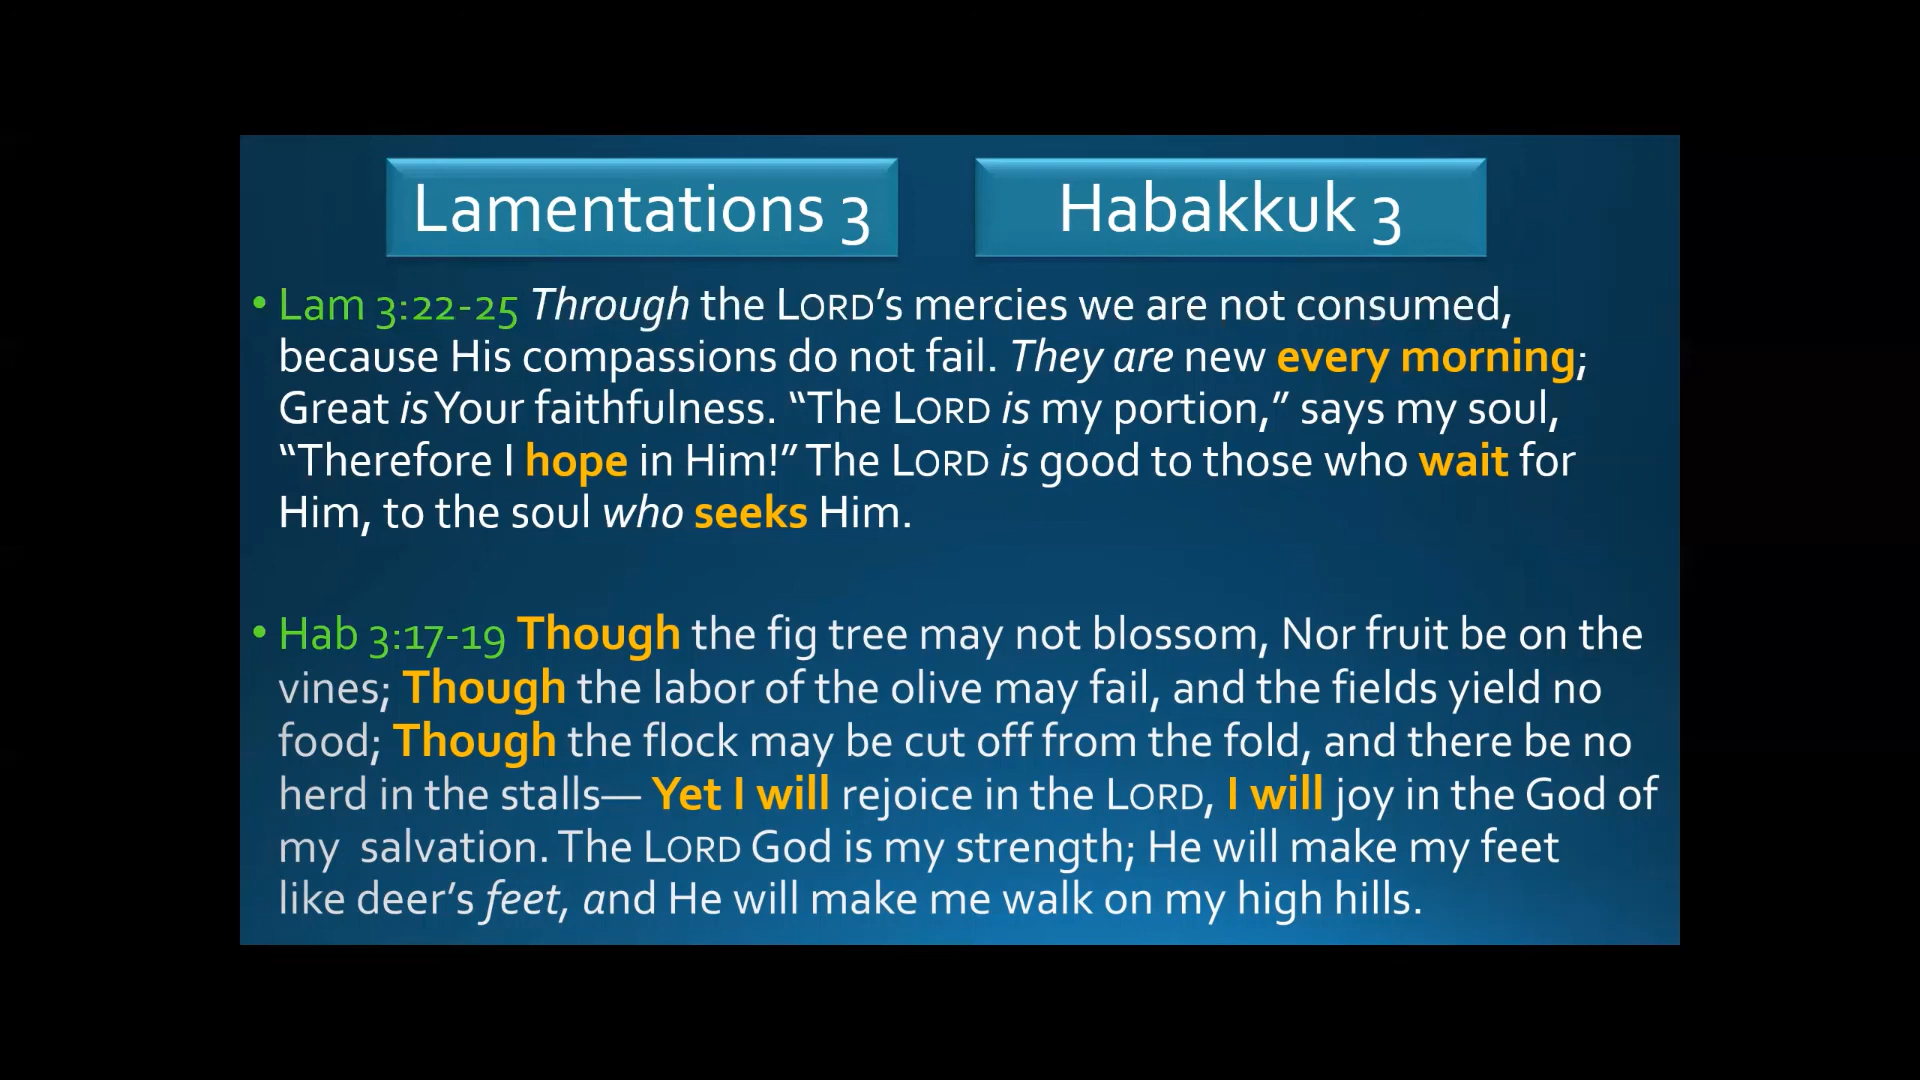 Lamentations 3
Habakkuk 3
• Lam 3:22-25 Through the LORD’s mercies we are not consumed,
because His compassions do not fail. They are new every morning;
Great is Your faithfulness. “The LORD is my portion,” says my soul,
“Therefore I hope in Him!” The LORD is good to those who wait for
Him, to the soul who seeks Him.
• Hab 3:17-19 Though the fig tree may not blossom, Nor fruit be on the
vines; Though the labor of the olive may fail, and the fields yield no
food; Though the flock may be cut off from the fold, and there be no
herd in the stalls— Yet I will rejoice in the LORD, I will joy in the God of
my salvation. The LORD God is my strength; He will make my feet
like deer’s feet, and He will make me walk on my high hills.